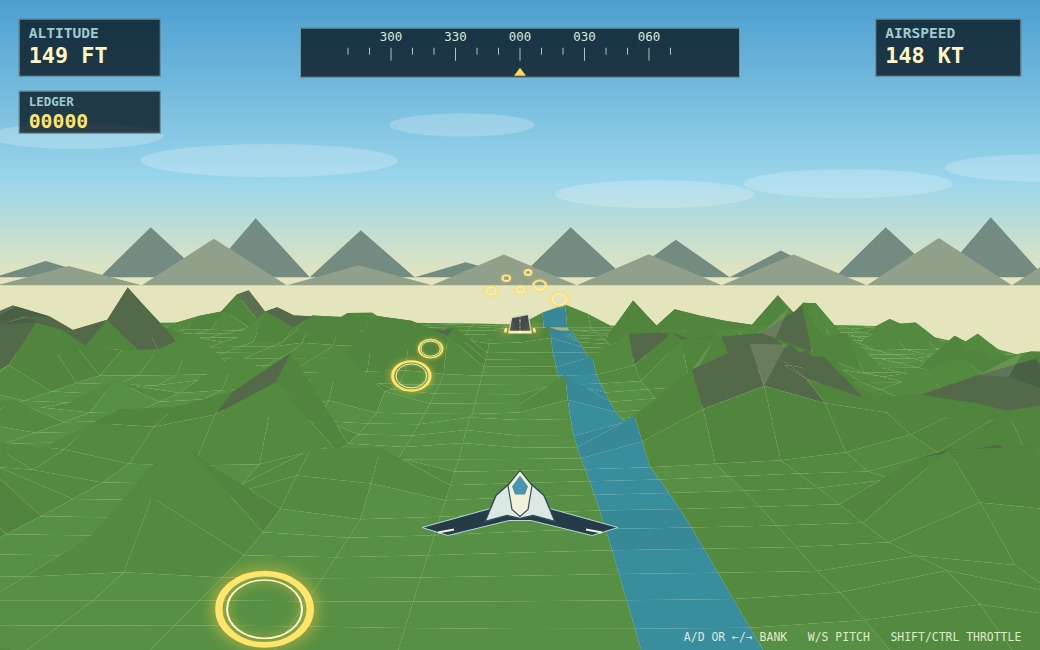 ALTITUDE
149 FT
300 330 000 030 060
AIRSPEED
148 KT
LEDGER
00000
A/D OR ←/→ BANK W/S PITCH SHIFT/CTRL THROTTLE